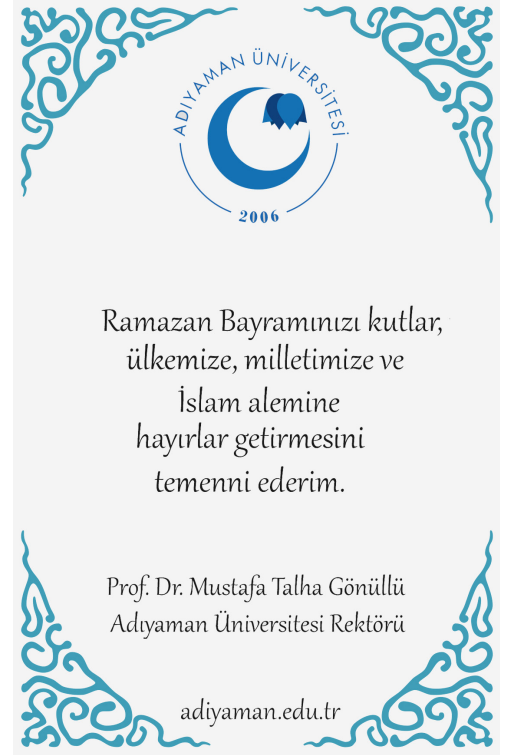 ADIYAMAN ÜNİVERSİTESİ
2006
Ramazan Bayramınızı kutlar,
ülkemize, milletimize ve
İslam alemine
hayırlar getirmesini
temenni ederim.
Prof. Dr. Mustafa Talha Gönüllü
Adıyaman Üniversitesi Rektörü
adiyaman.edu.tr